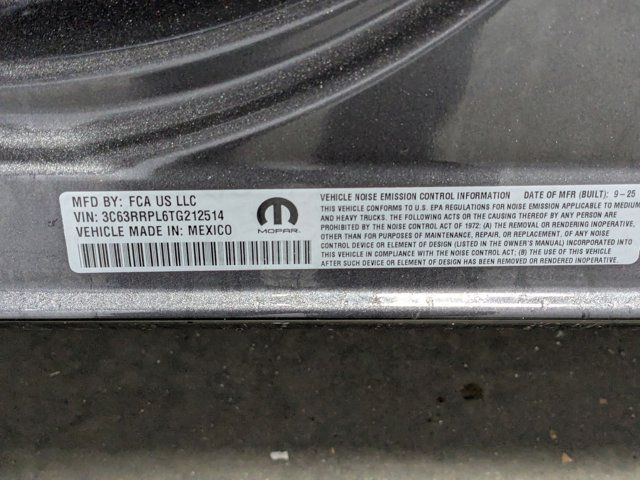 MFD BY: FCA US LLC
VIN: 3C63RRPL6TG212514
VEHICLE MADE IN: MEXICO
MOPAR.
VEHICLE NOISE EMISSION CONTROL INFORMATION DATE OF MFR (BUILT): 9-25
THIS VEHICLE CONFORMS TO U.S. EPA REGULATIONS FOR NOISE EMISSION APPLICABLE TO MEDIUM
AND HEAVY TRUCKS. THE FOLLOWING ACTS OR THE CAUSING THEREOF BY ANY PERSON ARE
PROHIBITED BY THE NOISE CONTROL ACT OF 1972: (A) THE REMOVAL OR RENDERING INOPERATIVE,
OTHER THAN FOR PURPOSES OF MAINTENANCE, REPAIR, OR REPLACEMENT, OF ANY NOISE
CONTROL DEVICE OR ELEMENT OF DESIGN (LISTED IN THE OWNER'S MANUAL) INCORPORATED INTO
THIS VEHICLE IN COMPLIANCE WITH THE NOISE CONTROL ACT; (B) THE USE OF THIS VEHICLE
AFTER SUCH DEVICE OR ELEMENT OF DESIGN HAS BEEN REMOVED OR RENDERED INOPERATIVE.